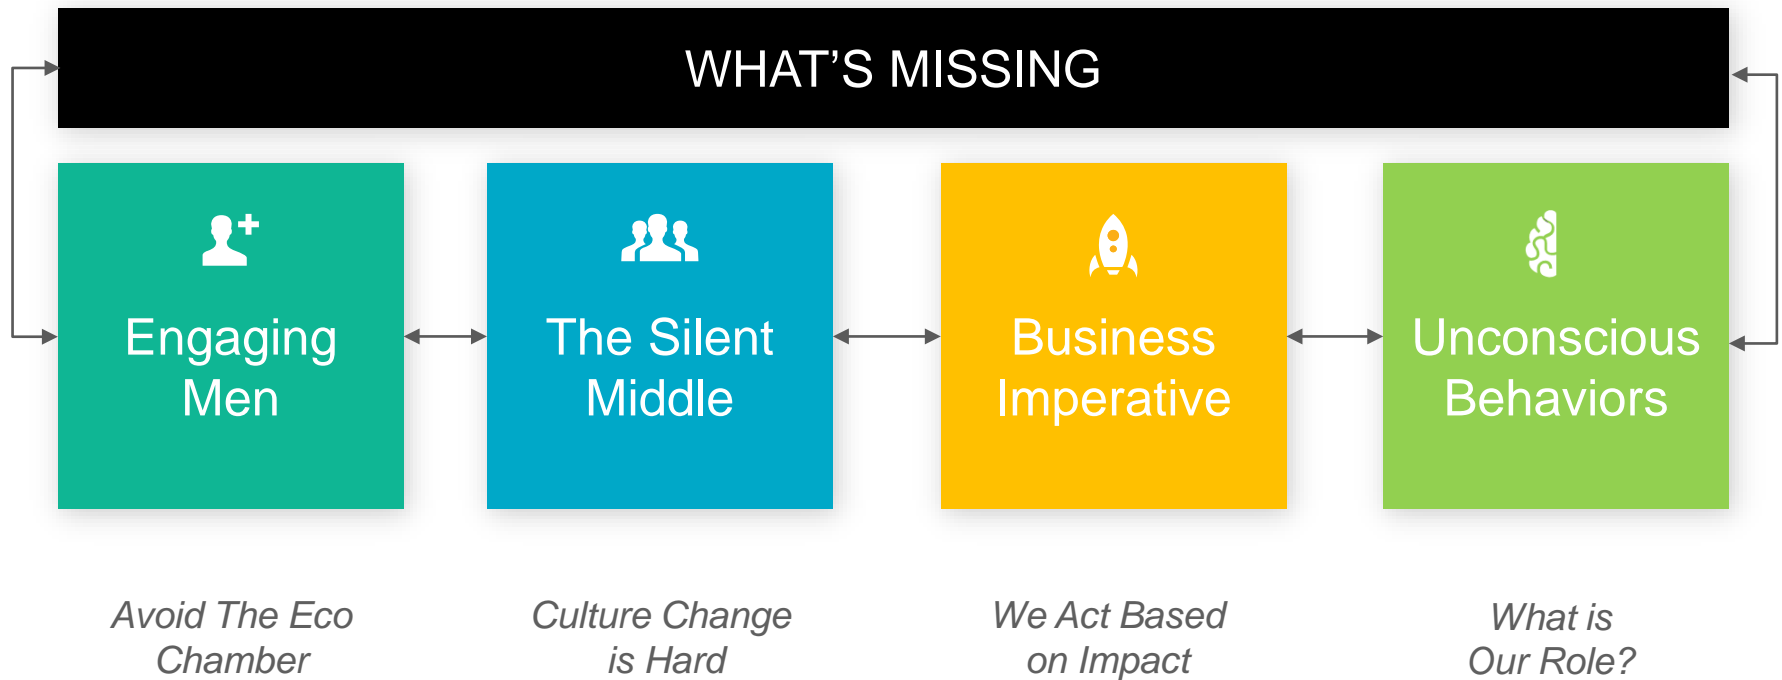 WHAT’S MISSING
Engaging
Men
The Silent
Middle
Business
Imperative
Unconscious
Behaviors
Avoid The Eco
Chamber
Culture Change
is Hard
We Act Based
on Impact
What is
Our Role?